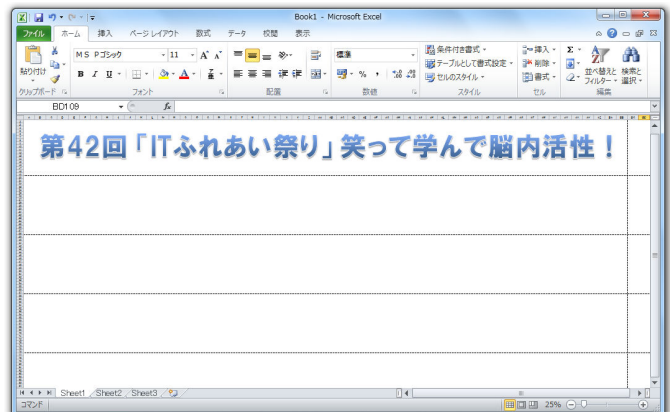 Book1 - Microsoft Excel
ファイル ホーム 挿入 ページレイアウト 数式 データ 校閲 表示
貼り付け MS Pゴシック 11 A A 標準 条件付き書式 挿入 Σ
B I U A % , テーブルとして書式設定 削除 並べ替えと 検索と
セルのスタイル 書式 フィルター 選択
クリップボード フォント 配置 数値 スタイル セル 編集
BD109 fx
第42回「ITふれあい祭り」笑って学んで脳内活性！
Sheet1 Sheet2 Sheet3
コマンド 25%